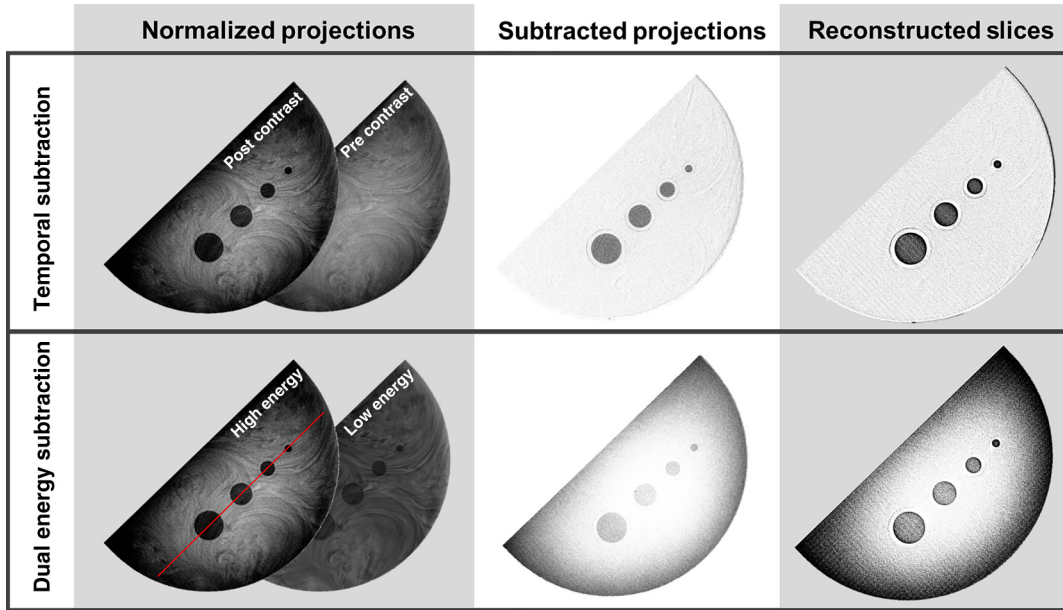 Normalized projections
Subtracted projections
Reconstructed slices
Temporal subtraction
Post contrast
Pre contrast
Dual energy subtraction
High energy
Low energy